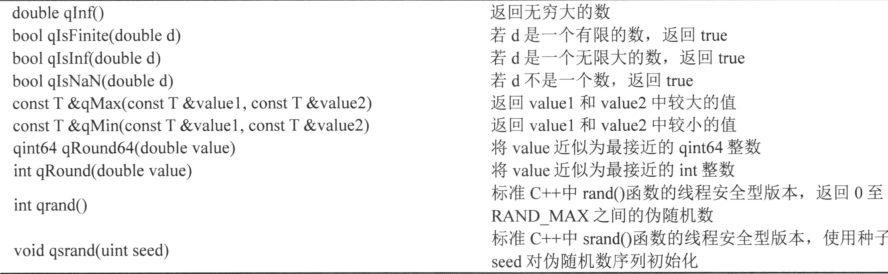 double qInf() 返回无穷大的数
bool qIsFinite(double d) 若 d 是一个有限的数，返回 true
bool qIsInf(double d) 若 d 是一个无限大的数，返回 true
bool qIsNaN(double d) 若 d 不是一个数，返回 true
const T &qMax(const T &value1, const T &value2) 返回 value1 和 value2 中较大的值
const T &qMin(const T &value1, const T &value2) 返回 value1 和 value2 中较小的值
qint64 qRound64(double value) 将 value 近似为最接近的 qint64 整数
int qRound(double value) 将 value 近似为最接近的 int 整数
int qrand() 标准 C++中 rand()函数的线程安全型版本，返回 0 至
RAND_MAX 之间的伪随机数
void qsrand(uint seed) 标准 C++中 srand()函数的线程安全型版本，使用种子
seed 对伪随机数序列初始化